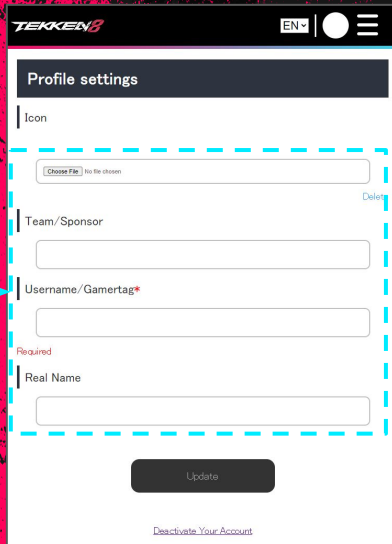 TEKKEN8
EN
Profile settings
Icon
Choose File No file chosen
Delet
Team/Sponsor
Username/Gamertag*
Required
Real Name
Update
Deactivate Your Account